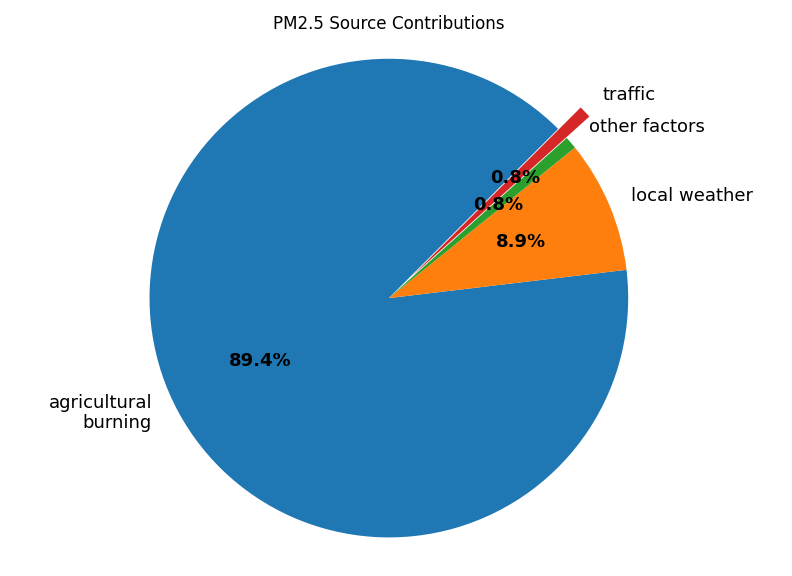 PM2.5 Source Contributions
traffic
other factors
0.8%
local weather
0.8%
8.9%
89.4%
agricultural
burning